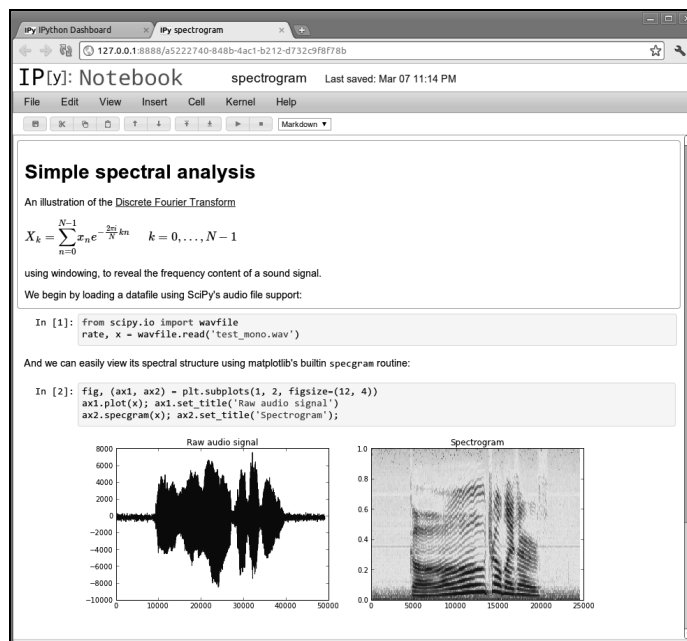 IPy IPython Dashboard
IPy spectrogram
127.0.0.1:8888/a5222740-848b-4ac1-b212-d732c9f8f78b
IP[y]: Notebook spectrogram Last saved: Mar 07 11:14 PM
File Edit View Insert Cell Kernel Help
Markdown
Simple spectral analysis
An illustration of the Discrete Fourier Transform
X_k = \sum_{n=0}^{N-1} x_n e^{-\frac{2\pi i}{N} kn} k = 0, ..., N − 1
using windowing, to reveal the frequency content of a sound signal.
We begin by loading a datafile using SciPy's audio file support:
In [1]: from scipy.io import wavfile
rate, x = wavfile.read('test_mono.wav')
And we can easily view its spectral structure using matplotlib's builtin specgram routine:
In [2]: fig, (ax1, ax2) = plt.subplots(1, 2, figsize=(12, 4))
ax1.plot(x); ax1.set_title('Raw audio signal')
ax2.specgram(x); ax2.set_title('Spectrogram');
Raw audio signal
8000
6000
4000
2000
0
−2000
−4000
−6000
−8000
−10000
0 10000 20000 30000 40000 50000
Spectrogram
1.0
0.8
0.6
0.4
0.2
0.0
0 5000 10000 15000 20000 25000